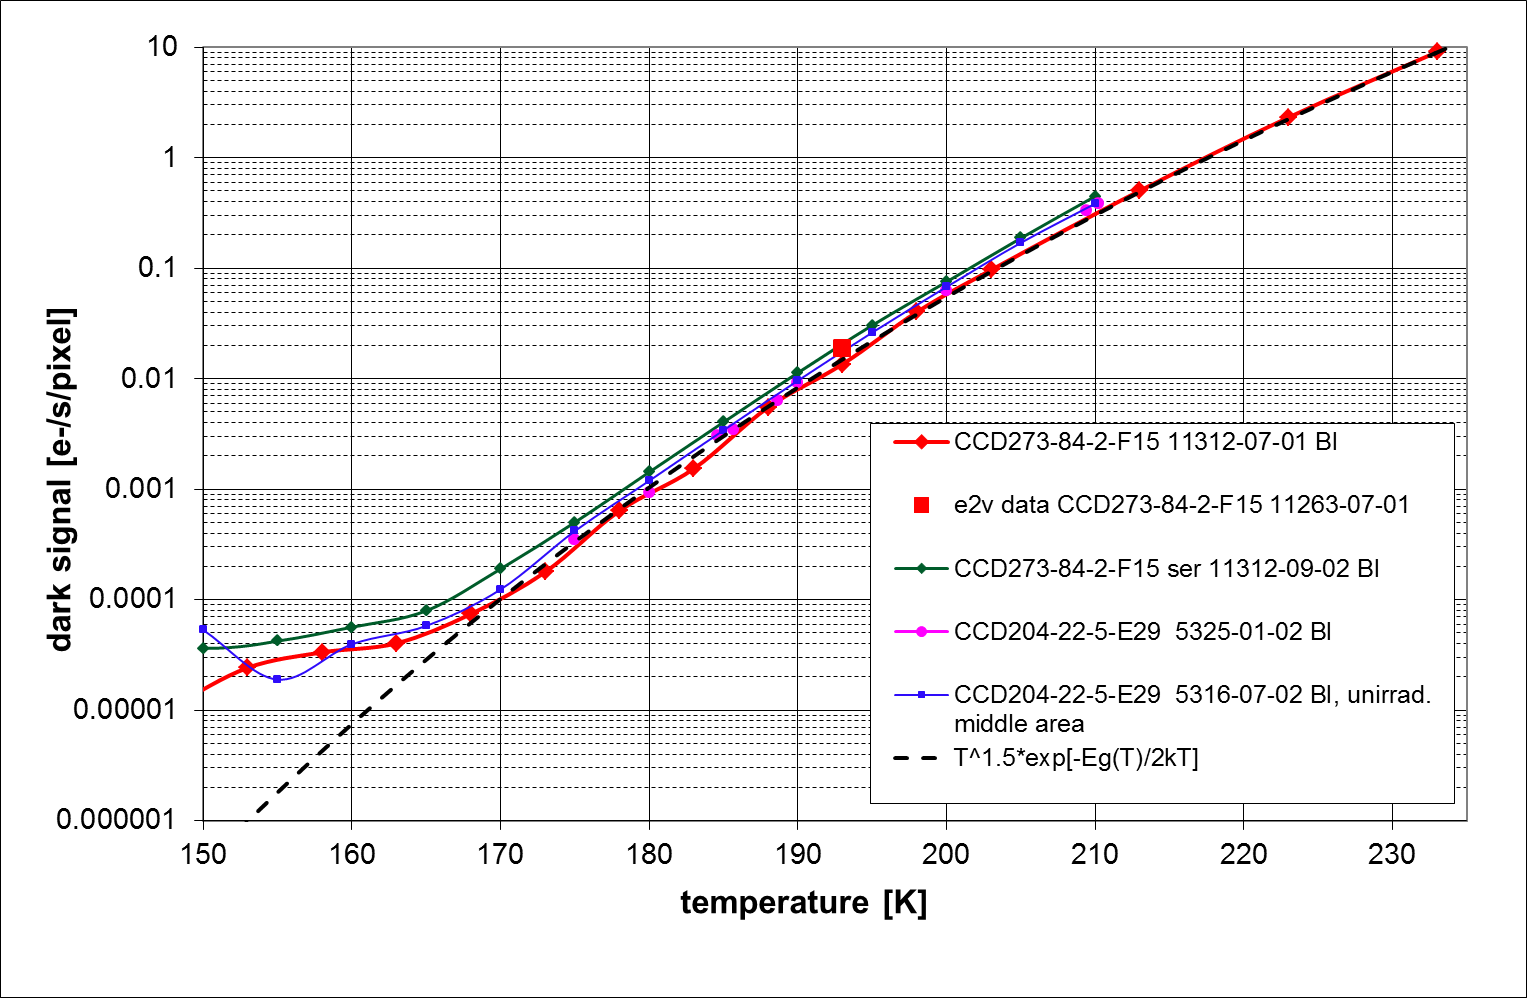 10
1
0.1
0.01
0.001
0.0001
0.00001
0.000001
dark signal [e-/s/pixel]
150 160 170 180 190 200 210 220 230
temperature [K]
CCD273-84-2-F15 11312-07-01 BI
e2v data CCD273-84-2-F15 11263-07-01
CCD273-84-2-F15 ser 11312-09-02 BI
CCD204-22-5-E29  5325-01-02 BI
CCD204-22-5-E29  5316-07-02 BI, unirrad.
middle area
T^1.5*exp[-Eg(T)/2kT]